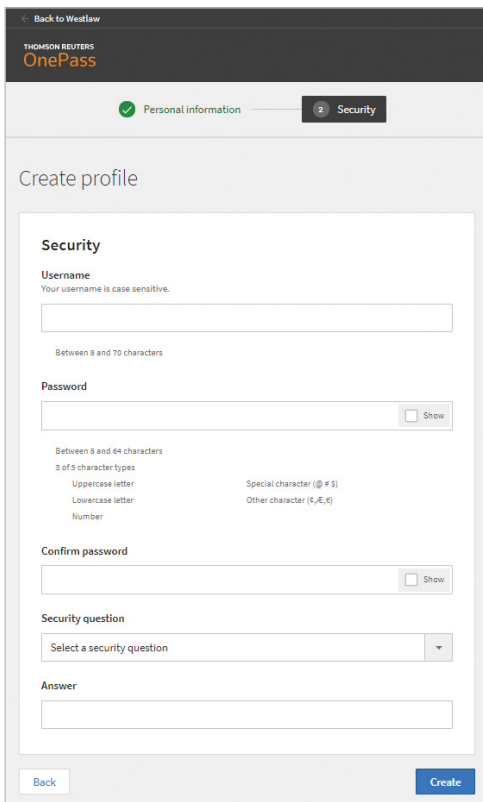 ← Back to Westlaw
THOMSON REUTERS
OnePass
Personal information
2 Security
Create profile
Security
Username
Your username is case sensitive.
Between 8 and 70 characters
Password
Show
Between 8 and 64 characters
3 of 5 character types
Uppercase letter Special character (@ # $)
Lowercase letter Other character (¢,Æ,€)
Number
Confirm password
Show
Security question
Select a security question
Answer
Back Create